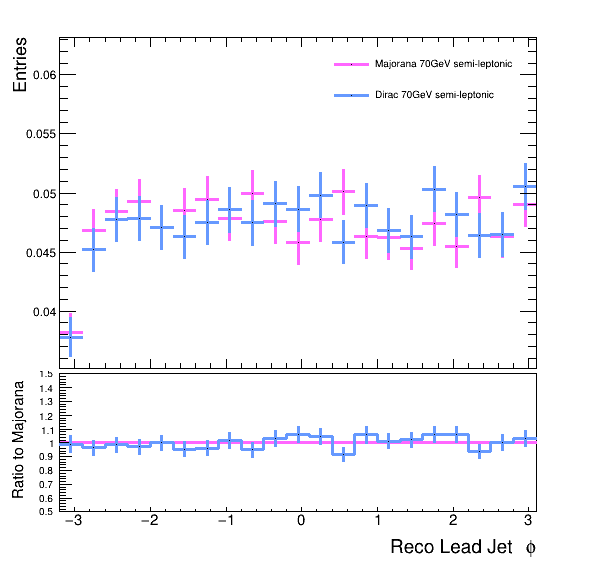 Entries
0.06
0.055
0.05
0.045
0.04
Majorana 70GeV semi-leptonic
Dirac 70GeV semi-leptonic
Ratio to Majorana
1.5
1.4
1.3
1.2
1.1
1
0.9
0.8
0.7
0.6
0.5
−3 −2 −1 0 1 2 3
Reco Lead Jet ϕ